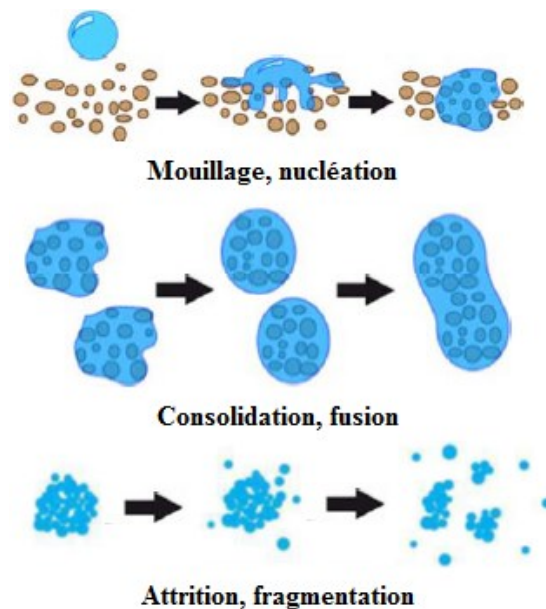 Mouillage, nucléation
Consolidation, fusion
Attrition, fragmentation